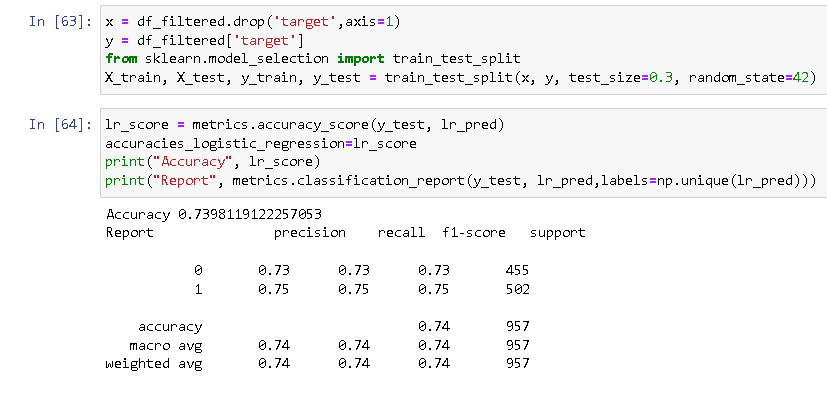 In [63]: x = df_filtered.drop('target',axis=1)
y = df_filtered['target']
from sklearn.model_selection import train_test_split
X_train, X_test, y_train, y_test = train_test_split(x, y, test_size=0.3, random_state=42)
In [64]: lr_score = metrics.accuracy_score(y_test, lr_pred)
accuracies_logistic_regression=lr_score
print("Accuracy", lr_score)
print("Report", metrics.classification_report(y_test, lr_pred,labels=np.unique(lr_pred)))
Accuracy 0.7398119122257053
Report precision recall f1-score support
0 0.73 0.73 0.73 455
1 0.75 0.75 0.75 502
accuracy 0.74 957
macro avg 0.74 0.74 0.74 957
weighted avg 0.74 0.74 0.74 957